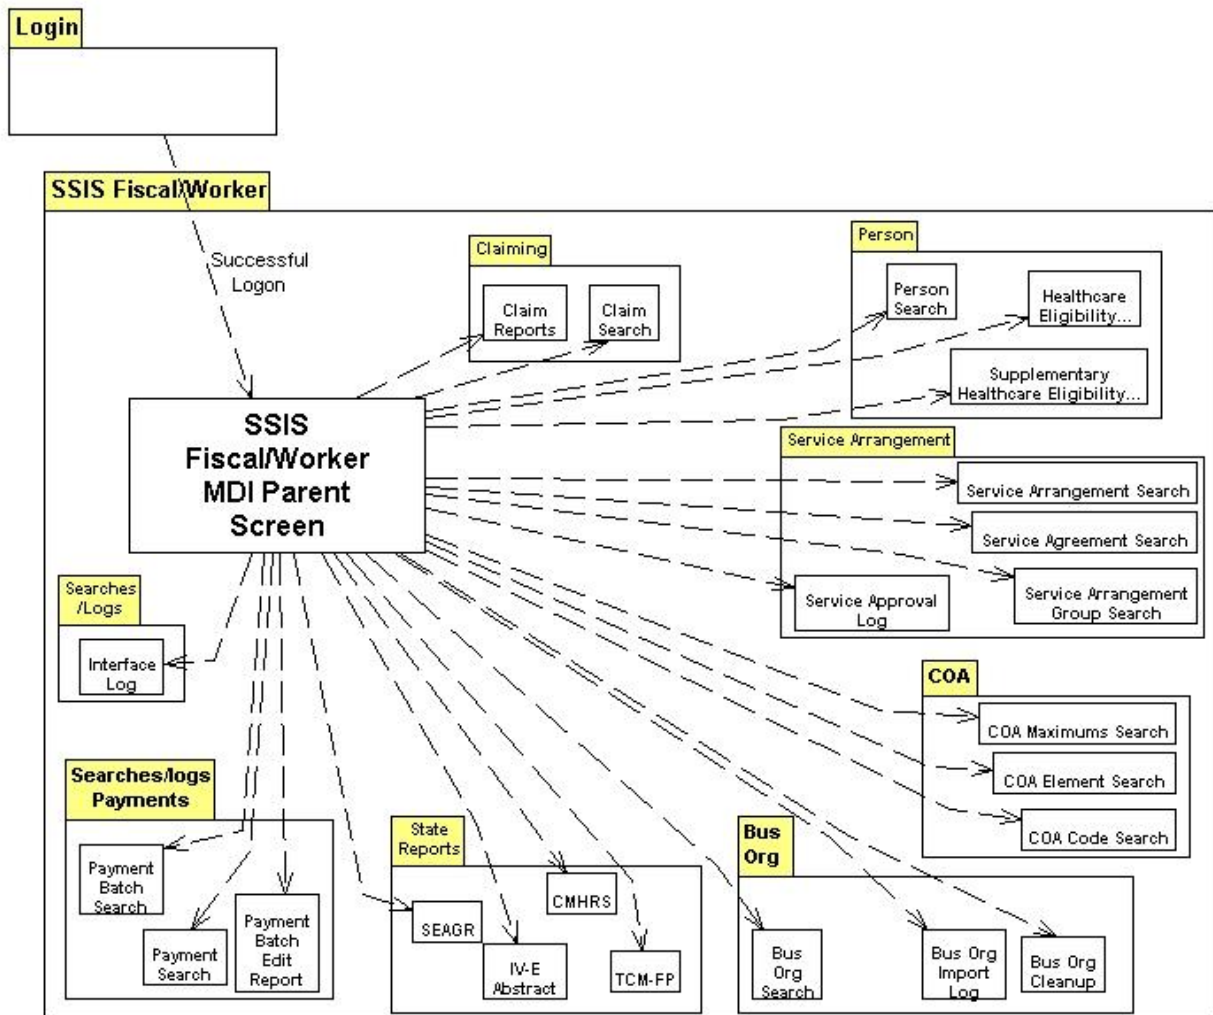 Login
SSIS Fiscal/Worker
Successful
Logon
Claiming
Claim
Reports
Claim
Search
Person
Person
Search
Healthcare
Eligibility...
Supplementary
Healthcare Eligibility...
SSIS
Fiscal/Worker
MDI Parent
Screen
Service Arrangement
Service Arrangement Search
Service Agreement Search
Service Approval
Log
Service Arrangement
Group Search
Searches
/Logs
Interface
Log
COA
COA Maximums Search
COA Element Search
COA Code Search
Searches/logs
Payments
Payment
Batch
Search
Payment
Search
Payment
Batch
Edit
Report
State
Reports
SEAGR
CMHRS
IV-E
Abstract
TCM-FP
Bus
Org
Bus
Org
Search
Bus Org
Import
Log
Bus Org
Cleanup